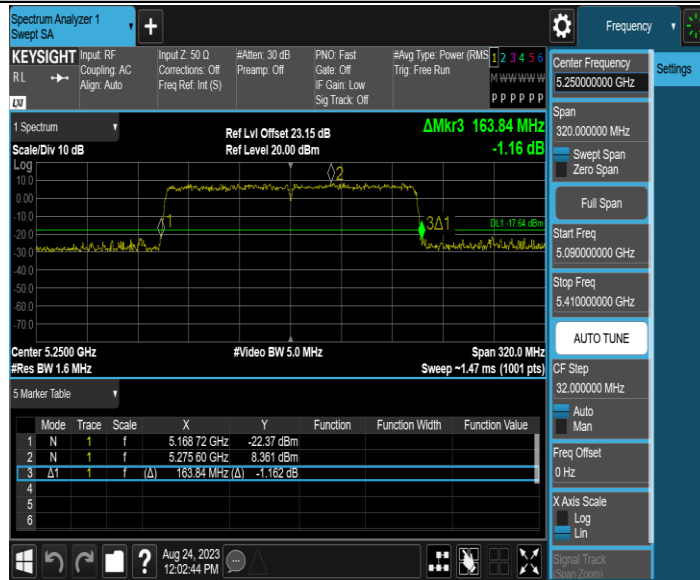 Spectrum Analyzer 1
Swept SA
+
Frequency
KEYSIGHT
RL
LXI
Input: RF
Coupling: AC
Align: Auto
Input Z: 50 Ω
Corrections: Off
Freq Ref: Int (S)
#Atten: 30 dB
Preamp: Off
PNO: Fast
Gate: Off
IF Gain: Low
Sig Track: Off
#Avg Type: Power (RMS
Trig: Free Run
1 2 3 4 5 6
M W W W W W
P P P P P P
1 Spectrum
Scale/Div 10 dB
Ref Lvl Offset 23.15 dB
Ref Level 20.00 dBm
ΔMkr3 163.84 MHz
-1.16 dB
Log
10.0
0.00
-10.0
-20.0
-30.0
-40.0
-50.0
-60.0
-70.0
2
1
3Δ1
DL1 -17.64 dBm
Center 5.2500 GHz
#Res BW 1.6 MHz
#Video BW 5.0 MHz
Span 320.0 MHz
Sweep ~1.47 ms (1001 pts)
5 Marker Table
Mode Trace Scale X Y Function Function Width Function Value
1 N 1 f 5.168 72 GHz -22.37 dBm
2 N 1 f 5.275 60 GHz 8.361 dBm
3 Δ1 1 f (Δ) 163.84 MHz (Δ) -1.162 dB
4
5
6
?
Aug 24, 2023
12:02:44 PM
Center Frequency
5.250000000 GHz
Settings
Span
320.000000 MHz
Swept Span
Zero Span
Full Span
Start Freq
5.090000000 GHz
Stop Freq
5.410000000 GHz
AUTO TUNE
CF Step
32.000000 MHz
Auto
Man
Freq Offset
0 Hz
X Axis Scale
Log
Lin
Signal Track
(Span Zoom)